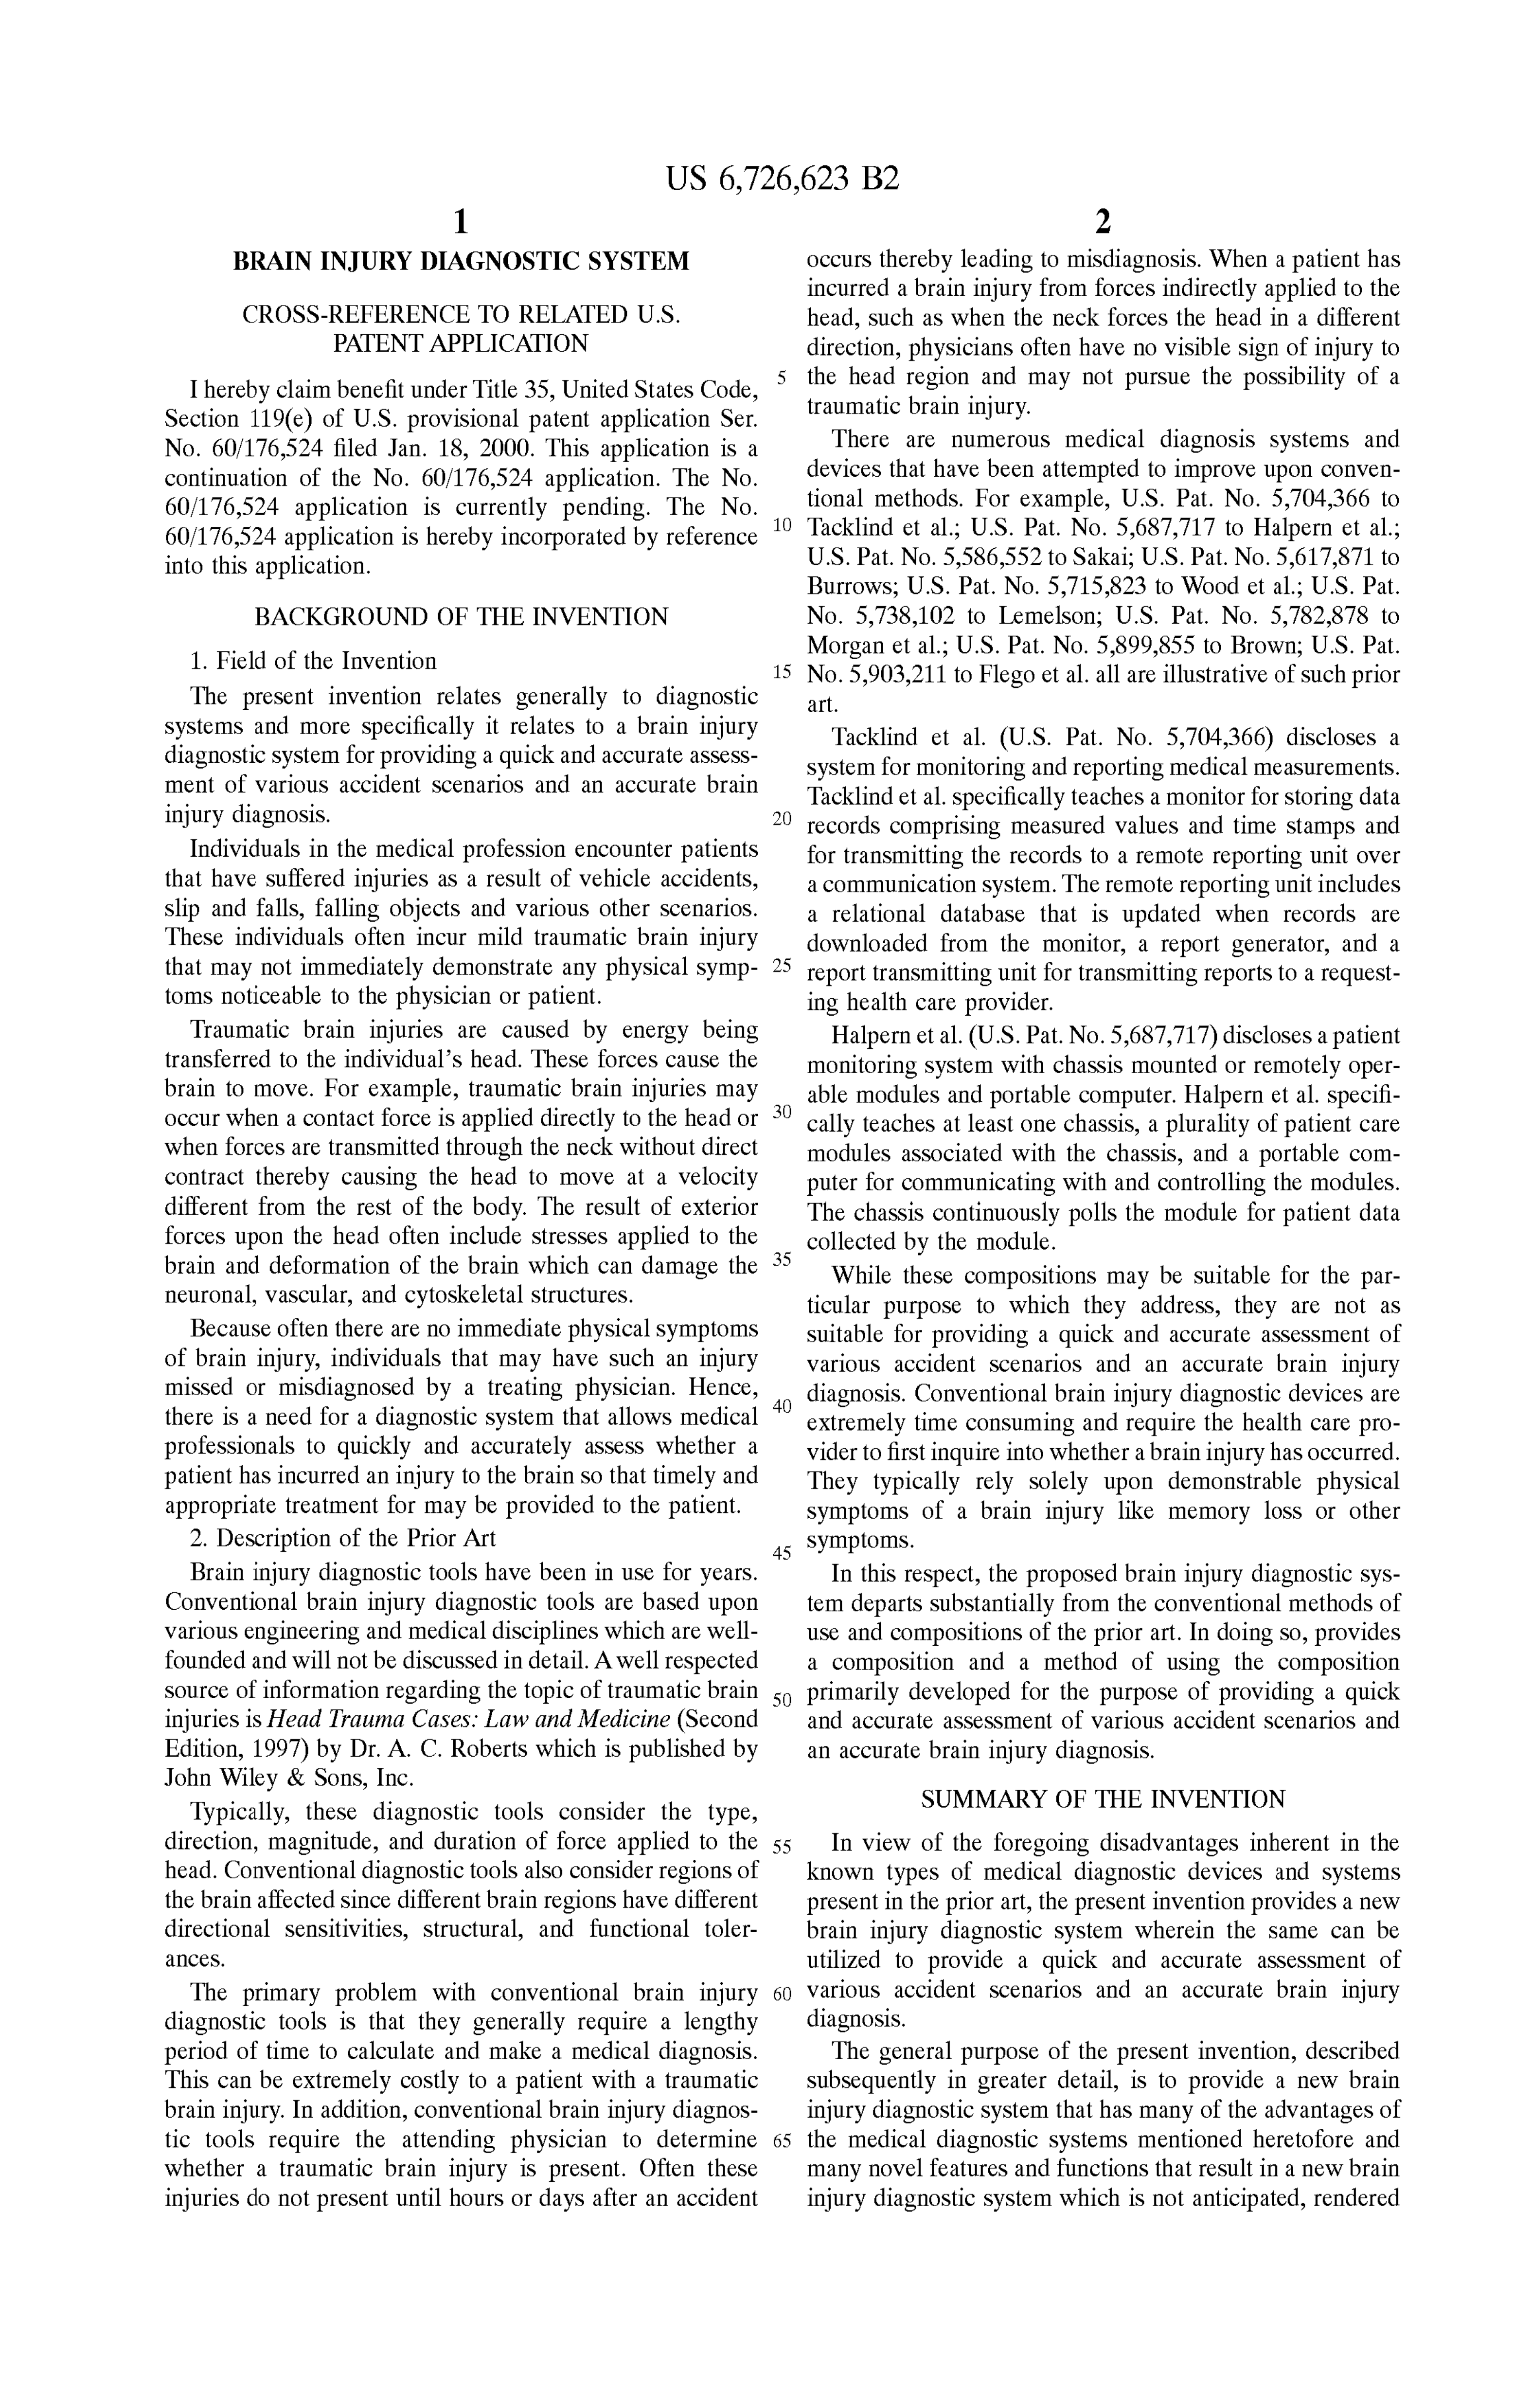 US 6,726,623 B2
1
BRAIN INJURY DIAGNOSTIC SYSTEM
CROSS-REFERENCE TO RELATED U.S.
PATENT APPLICATION
I hereby claim benefit under Title 35, United States Code,
Section 119(e) of U.S. provisional patent application Ser.
No. 60/176,524 filed Jan. 18, 2000. This application is a
continuation of the No. 60/176,524 application. The No.
60/176,524 application is currently pending. The No.
60/176,524 application is hereby incorporated by reference
into this application.
BACKGROUND OF THE INVENTION
1. Field of the Invention
The present invention relates generally to diagnostic
systems and more specifically it relates to a brain injury
diagnostic system for providing a quick and accurate assess-
ment of various accident scenarios and an accurate brain
injury diagnosis.
Individuals in the medical profession encounter patients
that have suffered injuries as a result of vehicle accidents,
slip and falls, falling objects and various other scenarios.
These individuals often incur mild traumatic brain injury
that may not immediately demonstrate any physical symp-
toms noticeable to the physician or patient.
Traumatic brain injuries are caused by energy being
transferred to the individual's head. These forces cause the
brain to move. For example, traumatic brain injuries may
occur when a contact force is applied directly to the head or
when forces are transmitted through the neck without direct
contract thereby causing the head to move at a velocity
different from the rest of the body. The result of exterior
forces upon the head often include stresses applied to the
brain and deformation of the brain which can damage the
neuronal, vascular, and cytoskeletal structures.
Because often there are no immediate physical symptoms
of brain injury, individuals that may have such an injury
missed or misdiagnosed by a treating physician. Hence,
there is a need for a diagnostic system that allows medical
professionals to quickly and accurately assess whether a
patient has incurred an injury to the brain so that timely and
appropriate treatment for may be provided to the patient.
2. Description of the Prior Art
Brain injury diagnostic tools have been in use for years.
Conventional brain injury diagnostic tools are based upon
various engineering and medical disciplines which are well-
founded and will not be discussed in detail. A well respected
source of information regarding the topic of traumatic brain
injuries is Head Trauma Cases: Law and Medicine (Second
Edition, 1997) by Dr. A. C. Roberts which is published by
John Wiley & Sons, Inc.
Typically, these diagnostic tools consider the type,
direction, magnitude, and duration of force applied to the
head. Conventional diagnostic tools also consider regions of
the brain affected since different brain regions have different
directional sensitivities, structural, and functional toler-
ances.
The primary problem with conventional brain injury
diagnostic tools is that they generally require a lengthy
period of time to calculate and make a medical diagnosis.
This can be extremely costly to a patient with a traumatic
brain injury. In addition, conventional brain injury diagnos-
tic tools require the attending physician to determine
whether a traumatic brain injury is present. Often these
injuries do not present until hours or days after an accident
5
10
15
20
25
30
35
40
45
50
55
60
65
2
occurs thereby leading to misdiagnosis. When a patient has
incurred a brain injury from forces indirectly applied to the
head, such as when the neck forces the head in a different
direction, physicians often have no visible sign of injury to
the head region and may not pursue the possibility of a
traumatic brain injury.
There are numerous medical diagnosis systems and
devices that have been attempted to improve upon conven-
tional methods. For example, U.S. Pat. No. 5,704,366 to
Tacklind et al.; U.S. Pat. No. 5,687,717 to Halpern et al.;
U.S. Pat. No. 5,586,552 to Sakai; U.S. Pat. No. 5,617,871 to
Burrows; U.S. Pat. No. 5,715,823 to Wood et al.; U.S. Pat.
No. 5,738,102 to Lemelson; U.S. Pat. No. 5,782,878 to
Morgan et al.; U.S. Pat. No. 5,899,855 to Brown; U.S. Pat.
No. 5,903,211 to Flego et al. all are illustrative of such prior
art.
Tacklind et al. (U.S. Pat. No. 5,704,366) discloses a
system for monitoring and reporting medical measurements.
Tacklind et al. specifically teaches a monitor for storing data
records comprising measured values and time stamps and
for transmitting the records to a remote reporting unit over
a communication system. The remote reporting unit includes
a relational database that is updated when records are
downloaded from the monitor, a report generator, and a
report transmitting unit for transmitting reports to a request-
ing health care provider.
Halpern et al. (U.S. Pat. No. 5,687,717) discloses a patient
monitoring system with chassis mounted or remotely oper-
able modules and portable computer. Halpern et al. specifi-
cally teaches at least one chassis, a plurality of patient care
modules associated with the chassis, and a portable com-
puter for communicating with and controlling the modules.
The chassis continuously polls the module for patient data
collected by the module.
While these compositions may be suitable for the par-
ticular purpose to which they address, they are not as
suitable for providing a quick and accurate assessment of
various accident scenarios and an accurate brain injury
diagnosis. Conventional brain injury diagnostic devices are
extremely time consuming and require the health care pro-
vider to first inquire into whether a brain injury has occurred.
They typically rely solely upon demonstrable physical
symptoms of a brain injury like memory loss or other
symptoms.
In this respect, the proposed brain injury diagnostic sys-
tem departs substantially from the conventional methods of
use and compositions of the prior art. In doing so, provides
a composition and a method of using the composition
primarily developed for the purpose of providing a quick
and accurate assessment of various accident scenarios and
an accurate brain injury diagnosis.
SUMMARY OF THE INVENTION
In view of the foregoing disadvantages inherent in the
known types of medical diagnostic devices and systems
present in the prior art, the present invention provides a new
brain injury diagnostic system wherein the same can be
utilized to provide a quick and accurate assessment of
various accident scenarios and an accurate brain injury
diagnosis.
The general purpose of the present invention, described
subsequently in greater detail, is to provide a new brain
injury diagnostic system that has many of the advantages of
the medical diagnostic systems mentioned heretofore and
many novel features and functions that result in a new brain
injury diagnostic system which is not anticipated, rendered